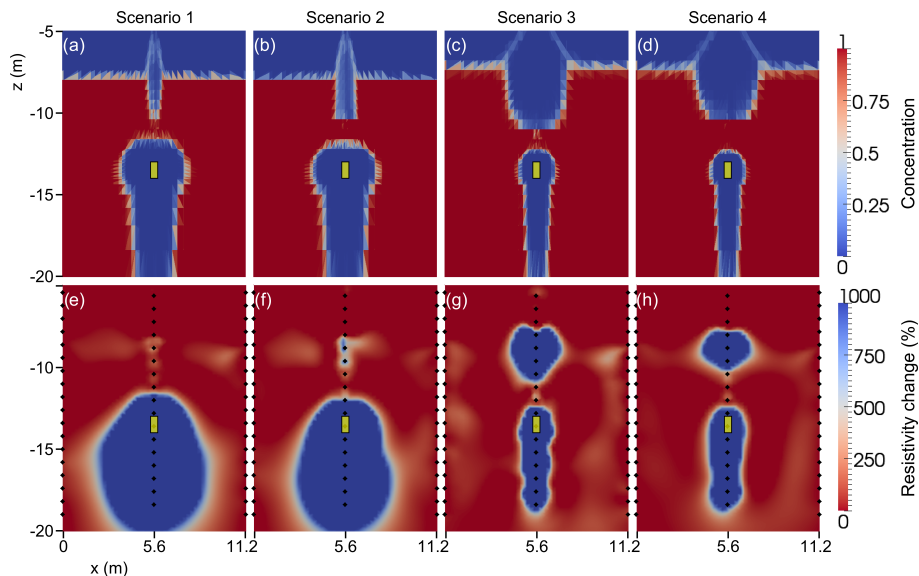 Scenario 1 Scenario 2 Scenario 3 Scenario 4
(a) (b) (c) (d)
z (m)
-5
-10
-15
-20
1
0.75
0.5
0.25
0
Concentration
(e) (f) (g) (h)
-10
-15
-20
1000
750
500
250
0
Resistivity change (%)
0 5.6 11.2 5.6 11.2 5.6 11.2 5.6 11.2
x (m)